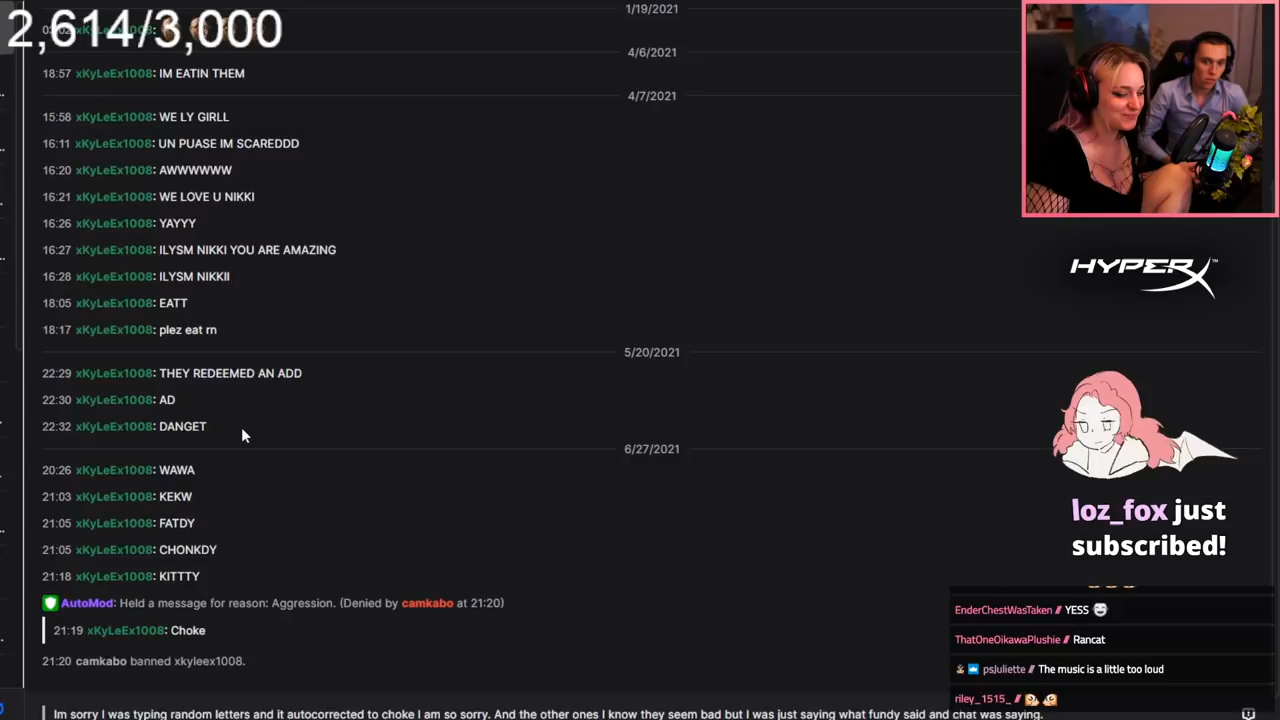 2,614/3,000
1/19/2021
4/6/2021
18:57 xKyLeEx1008: IM EATIN THEM
4/7/2021
15:58 xKyLeEx1008: WE LY GIRLL
16:11 xKyLeEx1008: UN PUASE IM SCAREDDD
16:20 xKyLeEx1008: AWWWWWW
16:21 xKyLeEx1008: WE LOVE U NIKKI
16:26 xKyLeEx1008: YAYYY
16:27 xKyLeEx1008: ILYSM NIKKI YOU ARE AMAZING
16:28 xKyLeEx1008: ILYSM NIKKII
18:05 xKyLeEx1008: EATT
18:17 xKyLeEx1008: plez eat rn
5/20/2021
22:29 xKyLeEx1008: THEY REDEEMED AN ADD
22:30 xKyLeEx1008: AD
22:32 xKyLeEx1008: DANGET
6/27/2021
20:26 xKyLeEx1008: WAWA
21:03 xKyLeEx1008: KEKW
21:05 xKyLeEx1008: FATDY
21:05 xKyLeEx1008: CHONKDY
21:18 xKyLeEx1008: KITTTY
AutoMod: Held a message for reason: Aggression. (Denied by camkabo at 21:20)
21:19 xKyLeEx1008: Choke
21:20 camkabo banned xkyleex1008.
Im sorry I was typing random letters and it autocorrected to choke I am so sorry. And the other ones I know they seem bad but I was just saying what fundy said and chat was saying.
HYPERX™
loz_fox just
subscribed!
EnderChestWasTaken // YESS
ThatOneOikawaPlushie // Rancat
psJuliette // The music is a little too loud
riley_1515_ //